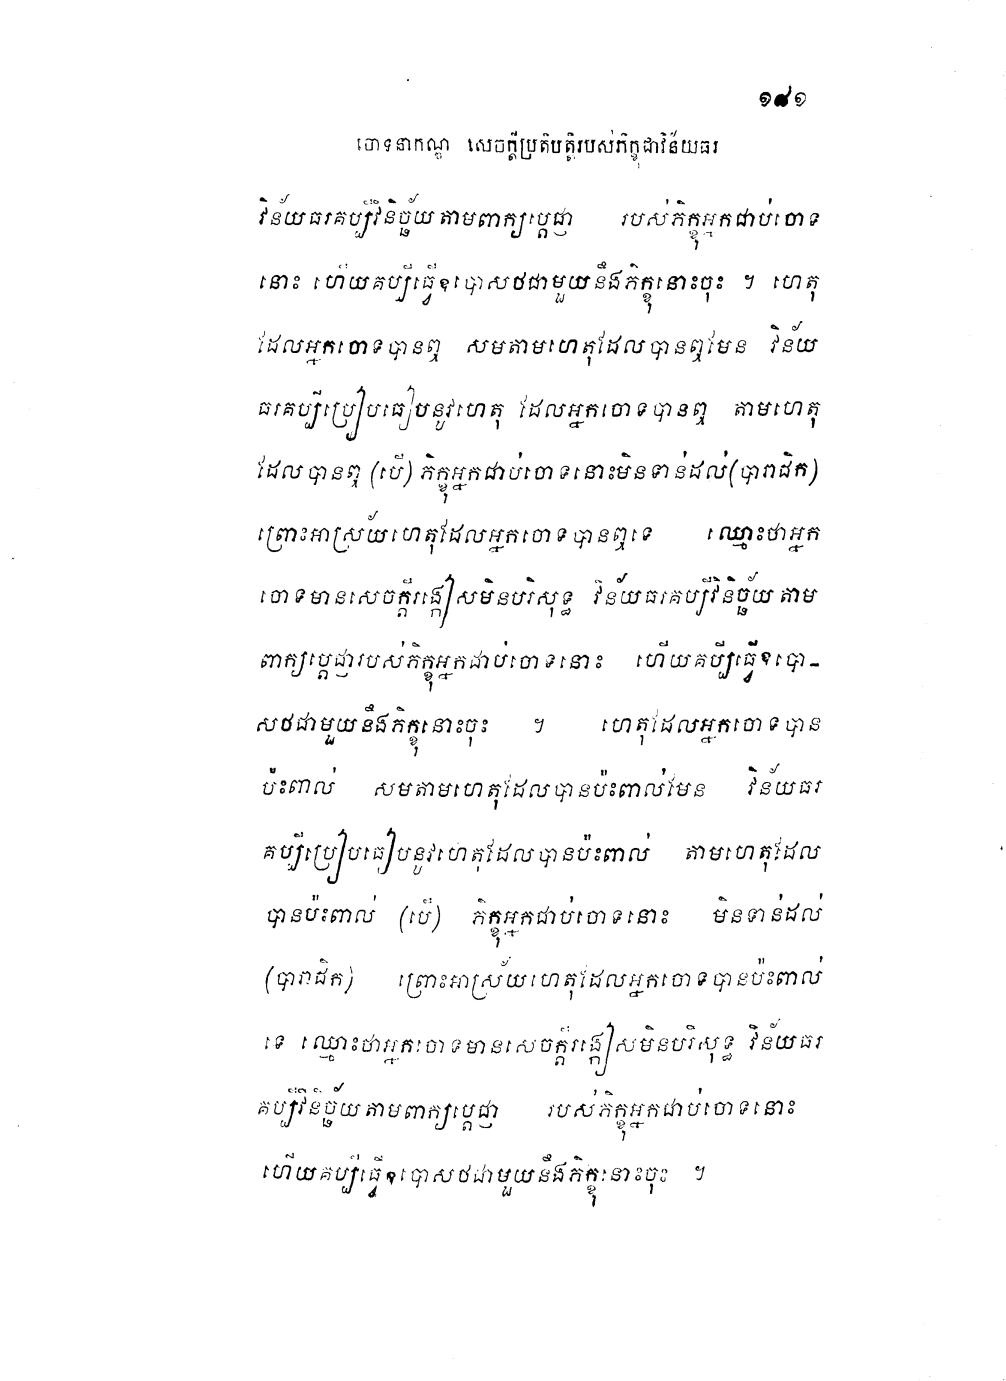 ១៨១
ចោទនាកណ្ឌ សេចក្តីប្រតិបត្តិរបស់ភិក្ខុជាវិន័យធរ
វិន័យធរគប្បីវិនិច្ឆ័យតាមពាក្យប្តេជ្ញា របស់ភិក្ខុអ្នកជាប់ចោទ
នោះ ហើយគប្បីធ្វើឧបោសថជាមួយនឹងភិក្ខុនោះចុះ ។ ហេតុ
ដែលអ្នកចោទបានឮ សមតាមហេតុដែលបានឮមែន វិន័យ
ធរគប្បីប្រៀបធៀបនូវហេតុ ដែលអ្នកចោទបានឮ តាមហេតុ
ដែលបានឮ (បើ) ភិក្ខុអ្នកជាប់ចោទនោះមិនទាន់ដល់(បារាជិក)
ព្រោះអាស្រ័យហេតុដែលអ្នកចោទបានឮទេ ឈ្មោះថាអ្នក
ចោទមានសេចក្តីរង្កៀសមិនបរិសុទ្ធ វិន័យធរគប្បីវិនិច្ឆ័យតាម
ពាក្យប្តេជ្ញារបស់ភិក្ខុអ្នកជាប់ចោទនោះ ហើយគប្បីធ្វើឧបោ-
សថជាមួយនឹងភិក្ខុនោះចុះ ។ ហេតុដែលអ្នកចោទបាន
ប៉ះពាល់ សមតាមហេតុដែលបានប៉ះពាល់មែន វិន័យធរ
គប្បីប្រៀបធៀបនូវហេតុដែលបានប៉ះពាល់ តាមហេតុដែល
បានប៉ះពាល់ (បើ) ភិក្ខុអ្នកជាប់ចោទនោះ មិនទាន់ដល់
(បារាជិក) ព្រោះអាស្រ័យហេតុដែលអ្នកចោទបានប៉ះពាល់
ទេ ឈ្មោះថាអ្នកចោទមានសេចក្តីរង្កៀសមិនបរិសុទ្ធ វិន័យធរ
គប្បីវិនិច្ឆ័យតាមពាក្យប្តេជ្ញា របស់ភិក្ខុអ្នកជាប់ចោទនោះ
ហើយគប្បីធ្វើឧបោសថជាមួយនឹងភិក្ខុនោះចុះ ។